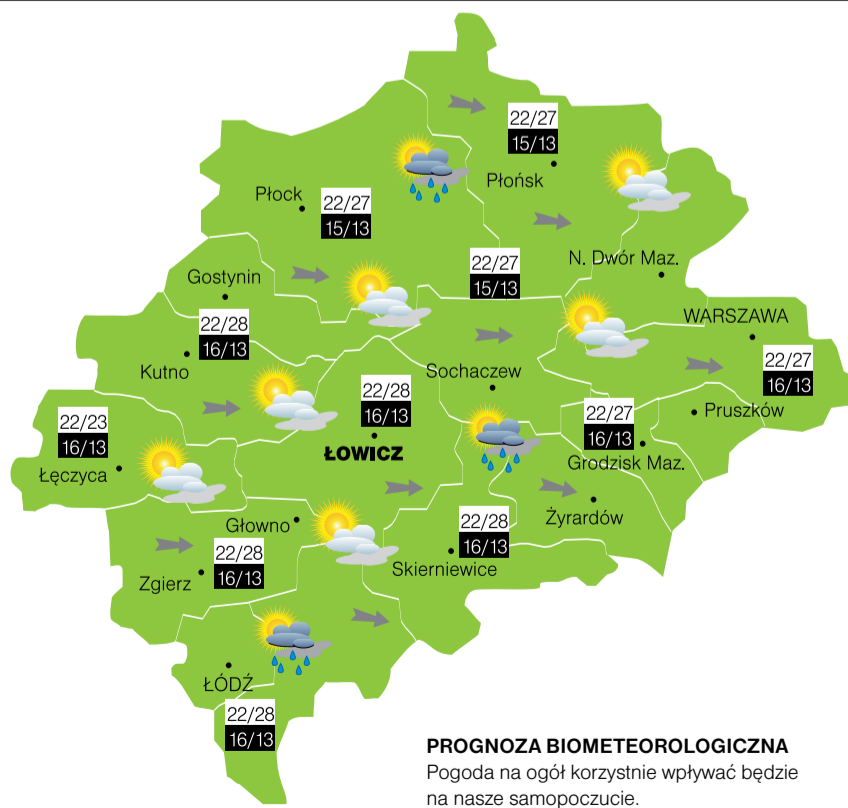 22/27
15/13
Płońsk
Płock
22/27
15/13
N. Dwór Maz.
22/27
15/13
Gostynin
WARSZAWA
22/28
16/13
Kutno
22/27
16/13
Sochaczew
22/28
16/13
ŁOWICZ
22/27
16/13
Pruszków
22/23
16/13
Łęczyca
Grodzisk Maz.
Żyrardów
Głowno
22/28
16/13
Skierniewice
22/28
16/13
Zgierz
ŁÓDŹ
22/28
16/13
PROGNOZA BIOMETEOROLOGICZNA
Pogoda na ogół korzystnie wpływać będzie
na nasze samopoczucie.